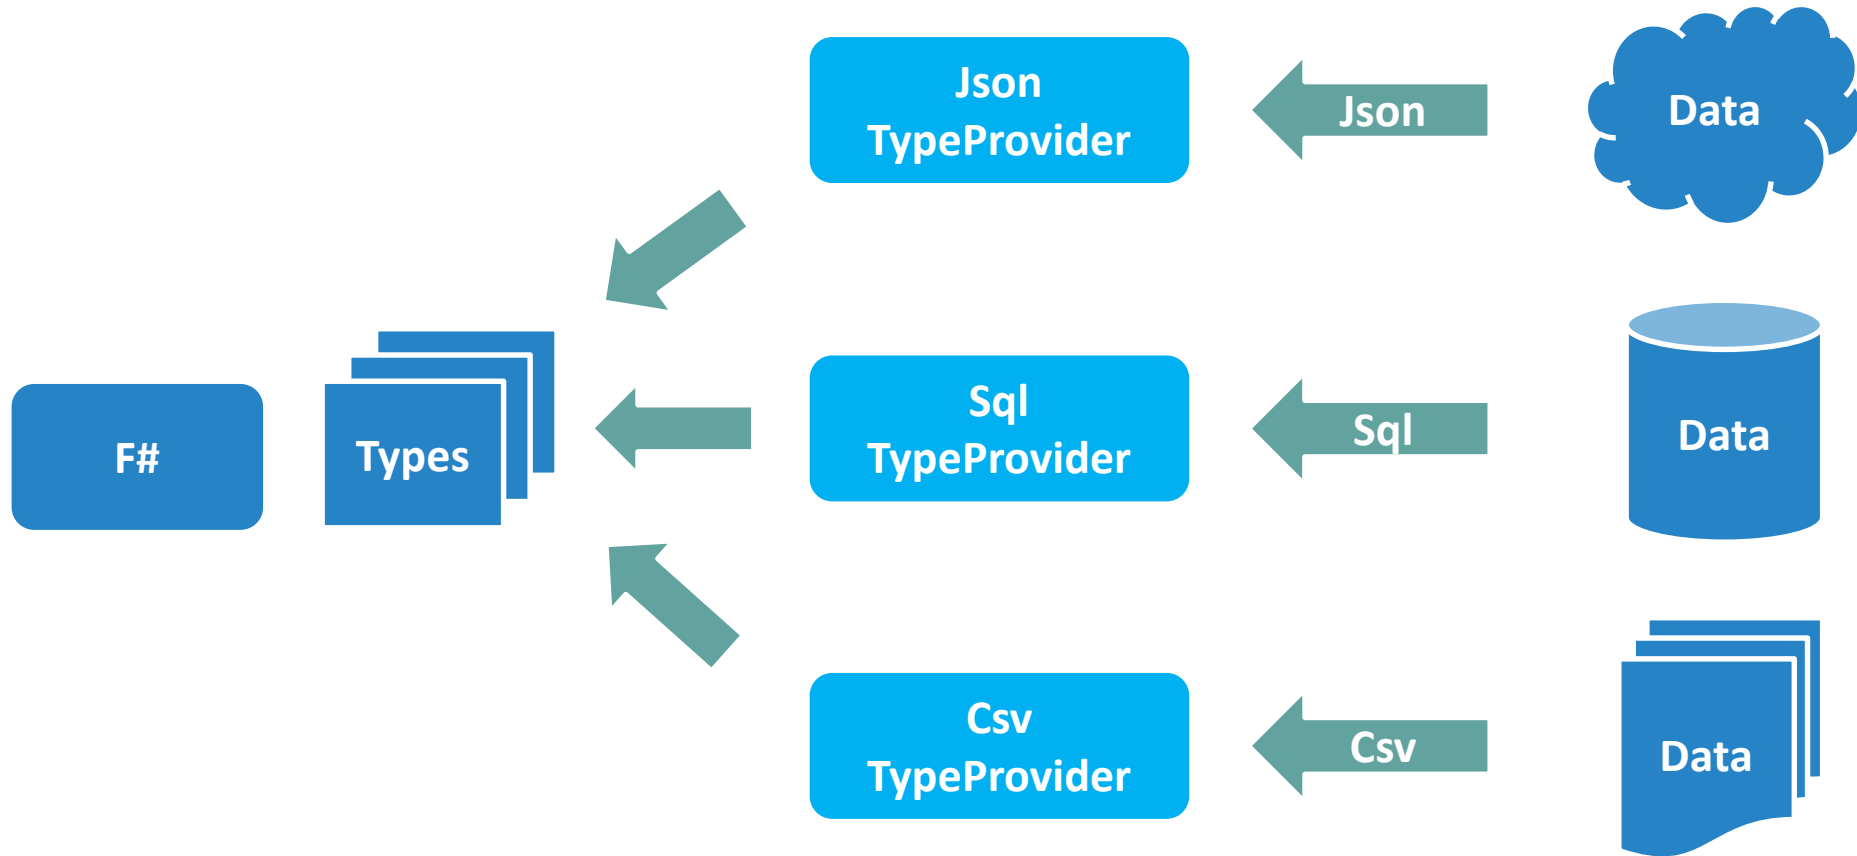 Json
TypeProvider
Json
Data
F#
Types
Sql
TypeProvider
Sql
Data
Csv
TypeProvider
Csv
Data